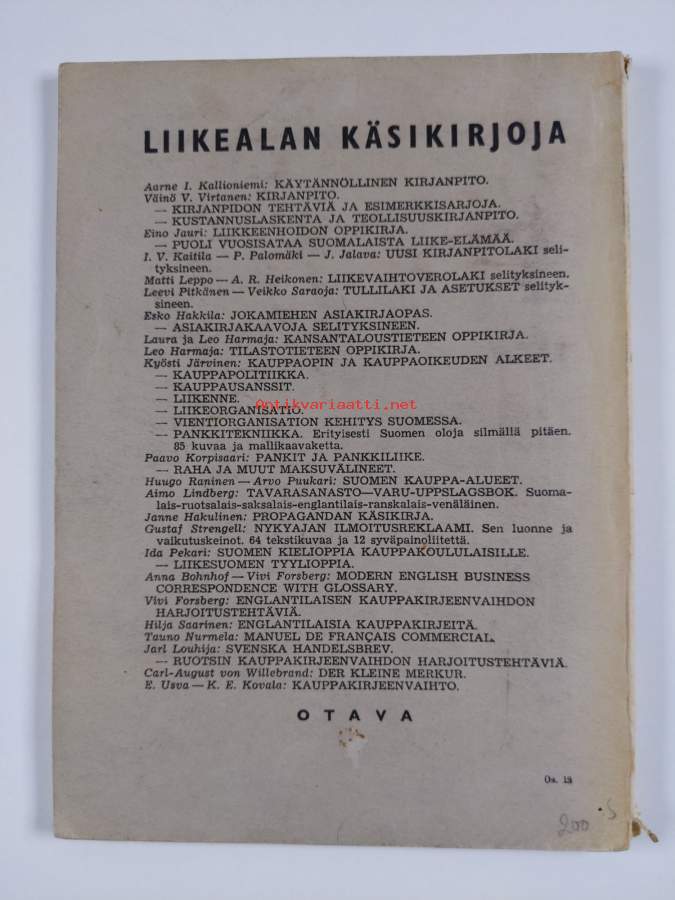 LIIKEALAN KÄSIKIRJOJA
Aarne I. Kallioniemi: KÄYTÄNNÖLLINEN KIRJANPITO.
Väinö V. Virtanen: KIRJANPITO.
— KIRJANPIDON TEHTÄVIÄ JA ESIMERKKISARJOJA.
— KUSTANNUSLASKENTA JA TEOLLISUUSKIRJANPITO.
Eino Jauri: LIIKKEENHOIDON OPPIKIRJA.
— PUOLI VUOSISATAA SUOMALAISTA LIIKE-ELÄMÄÄ.
I. V. Kaitila — P. Palomäki — J. Jalava: UUSI KIRJANPITOLAKI seli-
tyksineen.
Matti Leppo — A. R. Heikonen: LIIKEVAIHTOVEROLAKI selityksineen.
Leevi Pitkänen — Veikko Saraoja: TULLILAKI JA ASETUKSET selityk-
sineen.
Esko Hakkila: JOKAMIEHEN ASIAKIRJAOPAS.
— ASIAKIRJAKAAVOJA SELITYKSINEEN.
Laura ja Leo Harmaja: KANSANTALOUSTIETEEN OPPIKIRJA.
Leo Harmaja: TILASTOTIETEEN OPPIKIRJA.
Kyösti Järvinen: KAUPPAOPIN JA KAUPPAOIKEUDEN ALKEET.
— KAUPPAPOLITIIKKA.
— KAUPPAUSANSSIT.
— LIIKENNE.
— LIIKEORGANISATIO.
Antikvariaatti.net
— VIENTIORGANISATION KEHITYS SUOMESSA.
— PANKKITEKNIIKKA. Erityisesti Suomen oloja silmällä pitäen.
85 kuvaa ja mallikaavaketta.
Paavo Korpisaari: PANKIT JA PANKKILIIKE.
— RAHA JA MUUT MAKSUVÄLINEET.
Huugo Raninen — Arvo Puukari: SUOMEN KAUPPA-ALUEET.
Aimo Lindberg: TAVARASANASTO—VARU-UPPSLAGSBOK. Suoma-
lais-ruotsalais-saksalais-englantilais-ranskalais-venäläinen.
Janne Hakulinen: PROPAGANDAN KÄSIKIRJA.
Gustaf Strengell: NYKYAJAN ILMOITUSREKLAAMI. Sen luonne ja
vaikutuskeinot. 64 tekstikuvaa ja 12 syväpainoliitettä.
Ida Pekari: SUOMEN KIELIOPPIA KAUPPAKOULULAISILLE.
— LIIKESUOMEN TYYLIOPPIA.
Anna Bohnhof — Vivi Forsberg: MODERN ENGLISH BUSINESS
CORRESPONDENCE WITH GLOSSARY.
Vivi Forsberg: ENGLANTILAISEN KAUPPAKIRJEENVAIHDON
HARJOITUSTEHTÄVIÄ.
Hilja Saarinen: ENGLANTILAISIA KAUPPAKIRJEITÄ.
Tauno Nurmela: MANUEL DE FRANÇAIS COMMERCIAL.
Jarl Louhija: SVENSKA HANDELSBREV.
— RUOTSIN KAUPPAKIRJEENVAIHDON HARJOITUSTEHTÄVIÄ.
Carl-August von Willebrand: DER KLEINE MERKUR.
E. Usva — K. E. Kovala: KAUPPAKIRJEENVAIHTO.
OTAVA
Os. 13
200